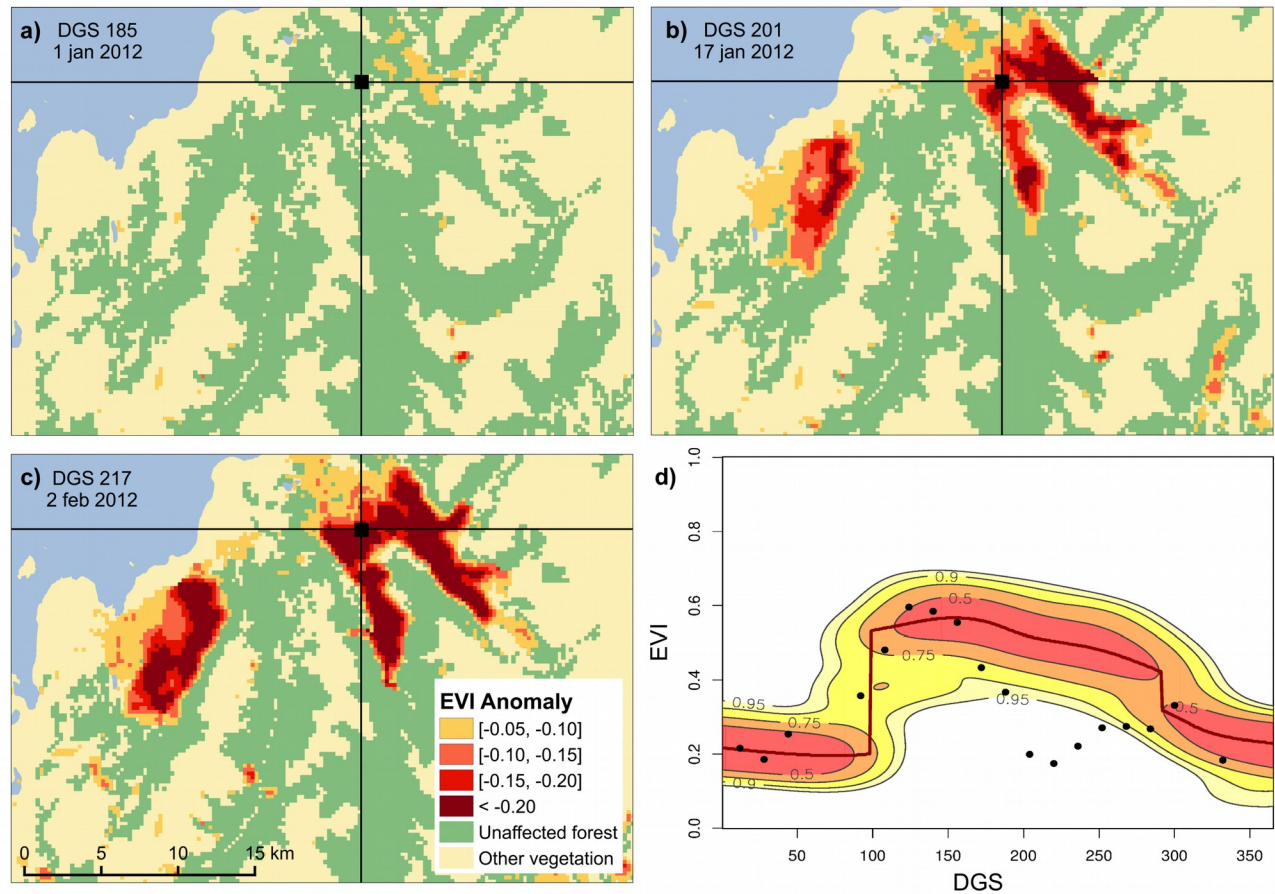 a)
DGS 185
1 jan 2012
b)
DGS 201
17 jan 2012
c)
DGS 217
2 feb 2012
EVI Anomaly
[-0.05, -0.10]
[-0.10, -0.15]
[-0.15, -0.20]
< -0.20
Unaffected forest
Other vegetation
0 5 10 15 km
d)
EVI
1.0
0.8
0.6
0.4
0.2
0.0
0.9
0.5
0.75
0.95
0.95
0.75
0.5
0.9
0.5
50 100 150 200 250 300 350
DGS